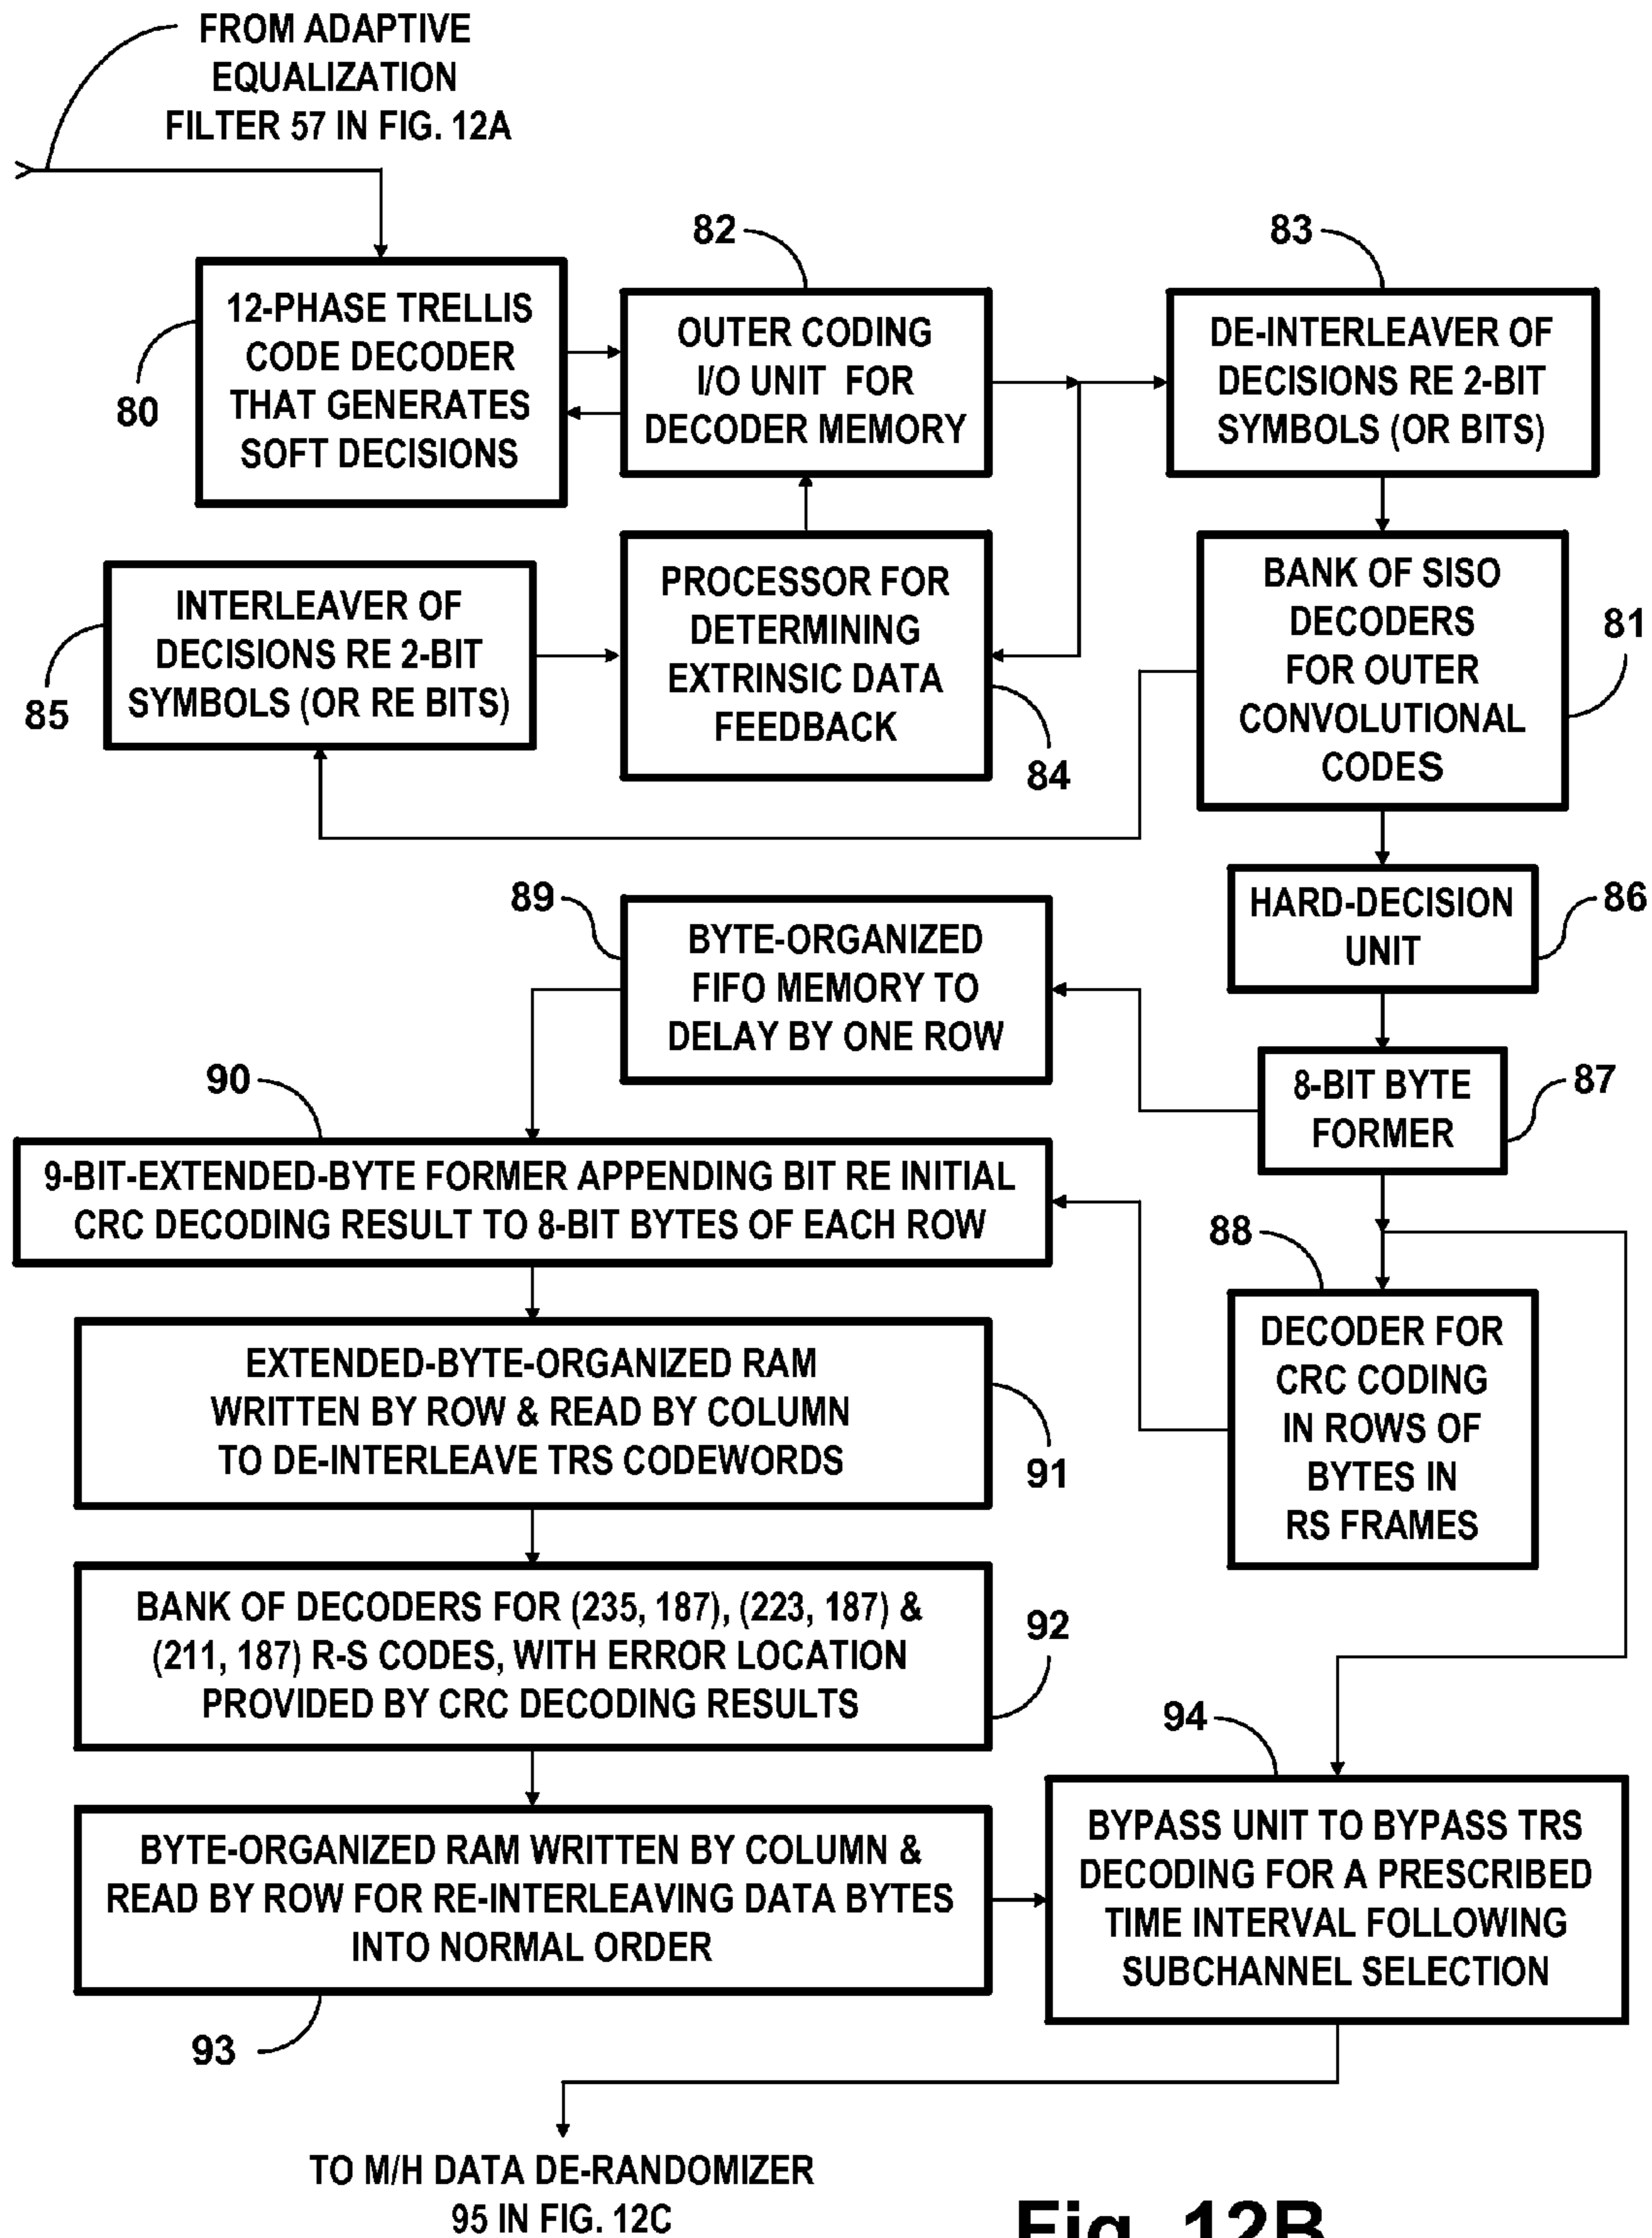 FROM ADAPTIVE
EQUALIZATION
FILTER 57 IN FIG. 12A
82
83
12-PHASE TRELLIS
CODE DECODER
THAT GENERATES
SOFT DECISIONS
80
OUTER CODING
I/O UNIT FOR
DECODER MEMORY
DE-INTERLEAVER OF
DECISIONS RE 2-BIT
SYMBOLS (OR BITS)
INTERLEAVER OF
DECISIONS RE 2-BIT
SYMBOLS (OR RE BITS)
85
PROCESSOR FOR
DETERMINING
EXTRINSIC DATA
FEEDBACK
84
BANK OF SISO
DECODERS
FOR OUTER
CONVOLUTIONAL
CODES
81
HARD-DECISION
UNIT
86
89
BYTE-ORGANIZED
FIFO MEMORY TO
DELAY BY ONE ROW
8-BIT BYTE
FORMER
87
90
9-BIT-EXTENDED-BYTE FORMER APPENDING BIT RE INITIAL
CRC DECODING RESULT TO 8-BIT BYTES OF EACH ROW
88
DECODER FOR
CRC CODING
IN ROWS OF
BYTES IN
RS FRAMES
EXTENDED-BYTE-ORGANIZED RAM
WRITTEN BY ROW & READ BY COLUMN
TO DE-INTERLEAVE TRS CODEWORDS
91
BANK OF DECODERS FOR (235, 187), (223, 187) &
(211, 187) R-S CODES, WITH ERROR LOCATION
PROVIDED BY CRC DECODING RESULTS
92
94
BYTE-ORGANIZED RAM WRITTEN BY COLUMN &
READ BY ROW FOR RE-INTERLEAVING DATA BYTES
INTO NORMAL ORDER
93
BYPASS UNIT TO BYPASS TRS
DECODING FOR A PRESCRIBED
TIME INTERVAL FOLLOWING
SUBCHANNEL SELECTION
TO M/H DATA DE-RANDOMIZER
95 IN FIG. 12C
Fig. 12B